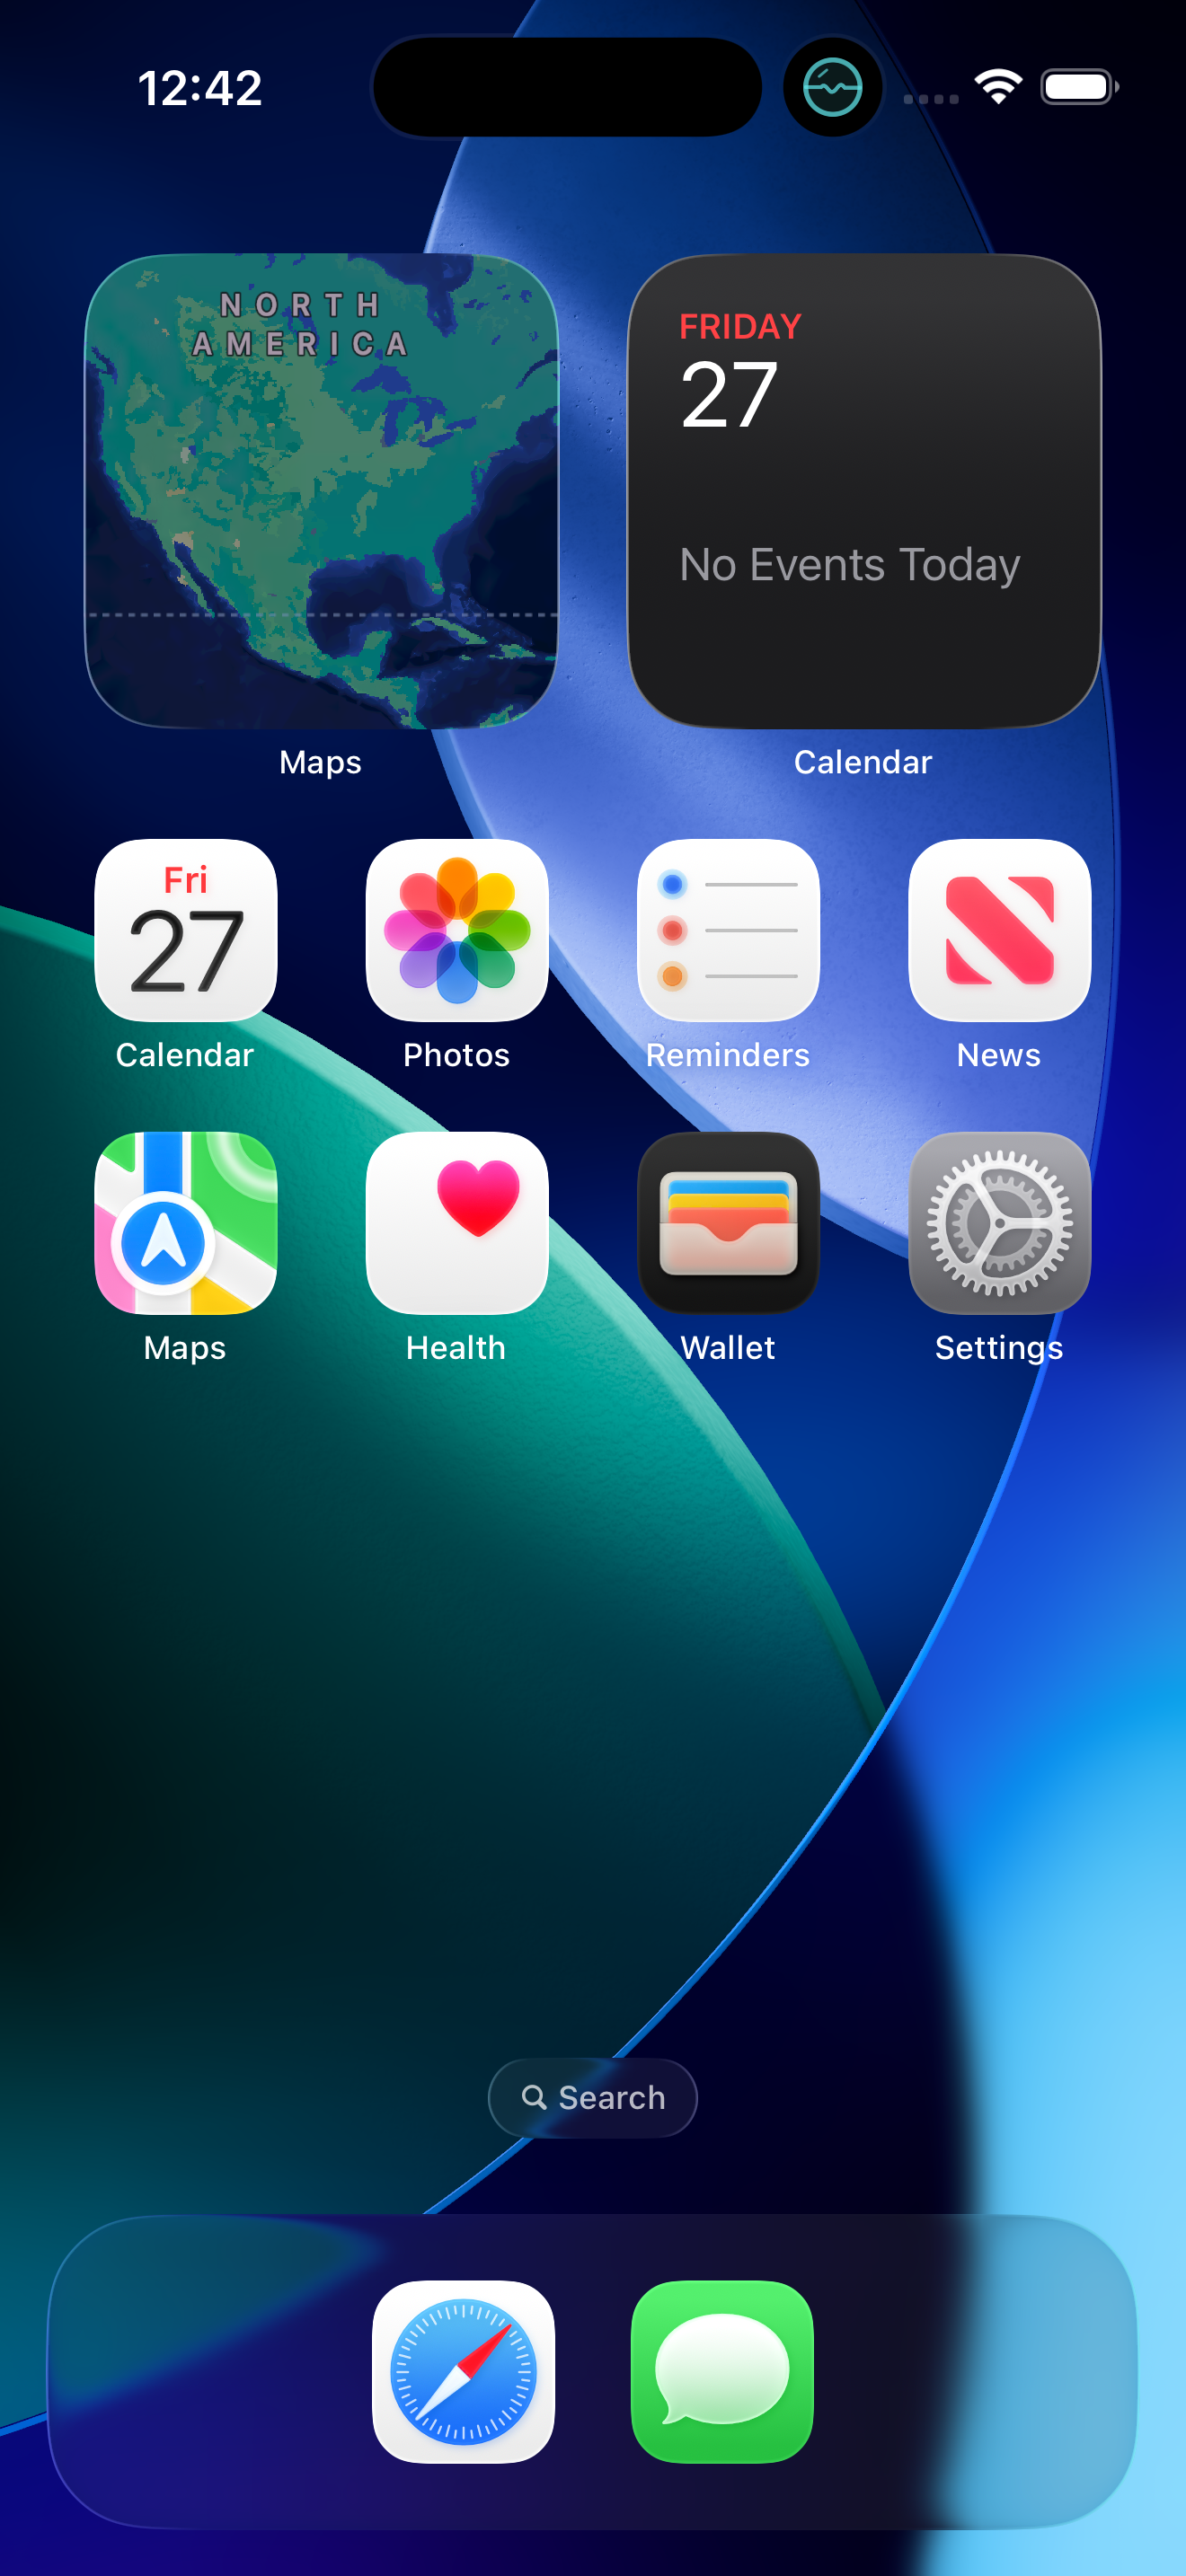 12:42
NORTH
AMERICA
FRIDAY
27
No Events Today
Maps
Calendar
Fri
27
Calendar
Photos
Reminders
News
Maps
Health
Wallet
Settings
Search